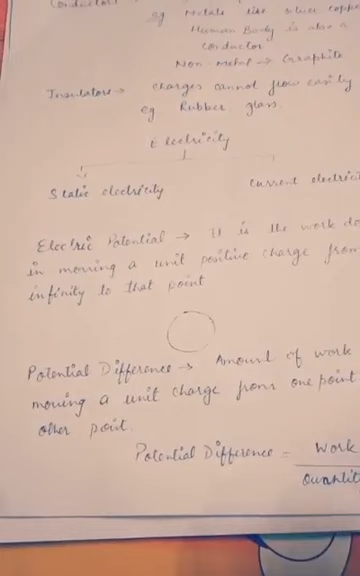 Conductors
eg Metals like silver copper
Human Body is also a
conductor
Non-metal → Graphite
Insulators → charges cannot flow easily
eg Rubber glass.
Electricity
Static electricity Current electrici
Electric Potential → It is the work do
in moving a unit positive charge from
infinity to that point
Potential Difference → Amount of work
moving a unit charge from one point
other point.
Potential Difference = Work
Quantit